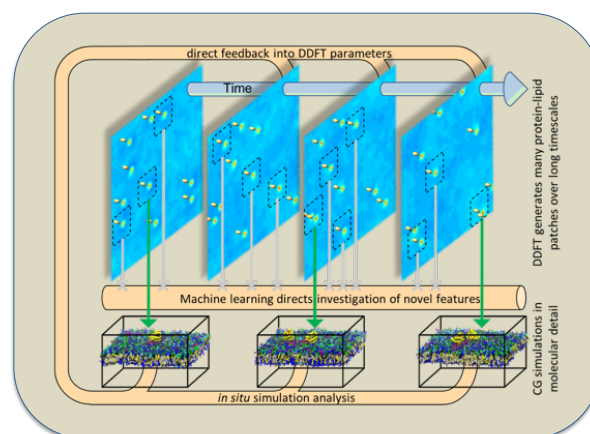 direct feedback into DDFT parameters
Time
DDFT generates many protein-lipid
patches over long timescales
Machine learning directs investigation of novel features
CG simulations in
molecular detail
in situ simulation analysis